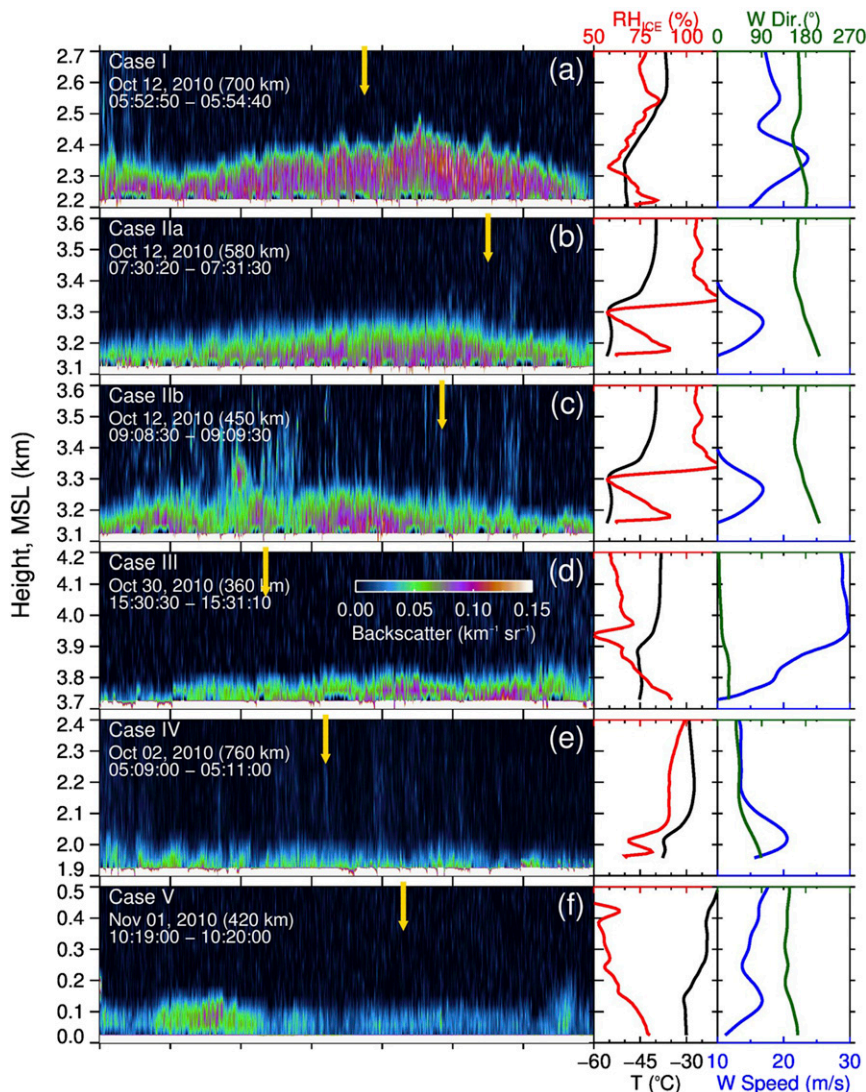 RH_ICE (%) W Dir.(°)
50 75 100 0 90 180 270
Height, MSL (km)
2.7
2.6
2.5
2.4
2.3
2.2
Case I
Oct 12, 2010 (700 km)
05:52:50 – 05:54:40
(a)
3.6
3.5
3.4
3.3
3.2
3.1
Case IIa
Oct 12, 2010 (580 km)
07:30:20 – 07:31:30
(b)
3.6
3.5
3.4
3.3
3.2
3.1
Case IIb
Oct 12, 2010 (450 km)
09:08:30 – 09:09:30
(c)
4.2
4.1
4.0
3.9
3.8
3.7
Case III
Oct 30, 2010 (360 km)
15:30:30 – 15:31:10
(d)
0.00 0.05 0.10 0.15
Backscatter (km⁻¹ sr⁻¹)
2.4
2.3
2.2
2.1
2.0
1.9
Case IV
Oct 02, 2010 (760 km)
05:09:00 – 05:11:00
(e)
0.5
0.4
0.3
0.2
0.1
0.0
Case V
Nov 01, 2010 (420 km)
10:19:00 – 10:20:00
(f)
−60 −45 −30 10 20 30
T (°C) W Speed (m/s)